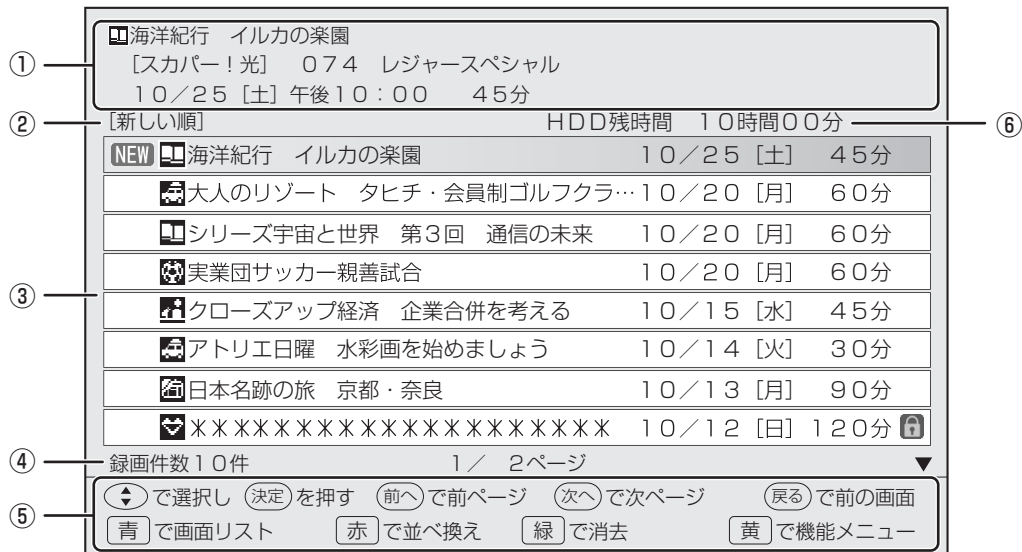 海洋紀行　イルカの楽園
① [スカパー！光]　０７４　レジャースペシャル
１０／２５ [土] 午後１０：００　４５分
② [新しい順]　ＨＤＤ残時間　１０時間００分 ⑥
NEW 海洋紀行　イルカの楽園　１０／２５ [土]　４５分
大人のリゾート　タヒチ・会員制ゴルフクラ…１０／２０ [月]　６０分
シリーズ宇宙と世界　第３回　通信の未来　１０／２０ [月]　６０分
実業団サッカー親善試合　１０／２０ [月]　６０分
③ クローズアップ経済　企業合併を考える　１０／１５ [水]　４５分
アトリエ日曜　水彩画を始めましょう　１０／１４ [火]　３０分
日本名跡の旅　京都・奈良　１０／１３ [月]　９０分
＊＊＊＊＊＊＊＊＊＊＊＊＊＊＊＊＊＊＊＊　１０／１２ [日] １２０分
④ 録画件数１０件　１／　２ページ ▼
⑤ で選択し 決定 を押す　前へ で前ページ　次へ で次ページ　戻る で前の画面
青 で画面リスト　赤 で並べ換え　緑 で消去　黄 で機能メニュー